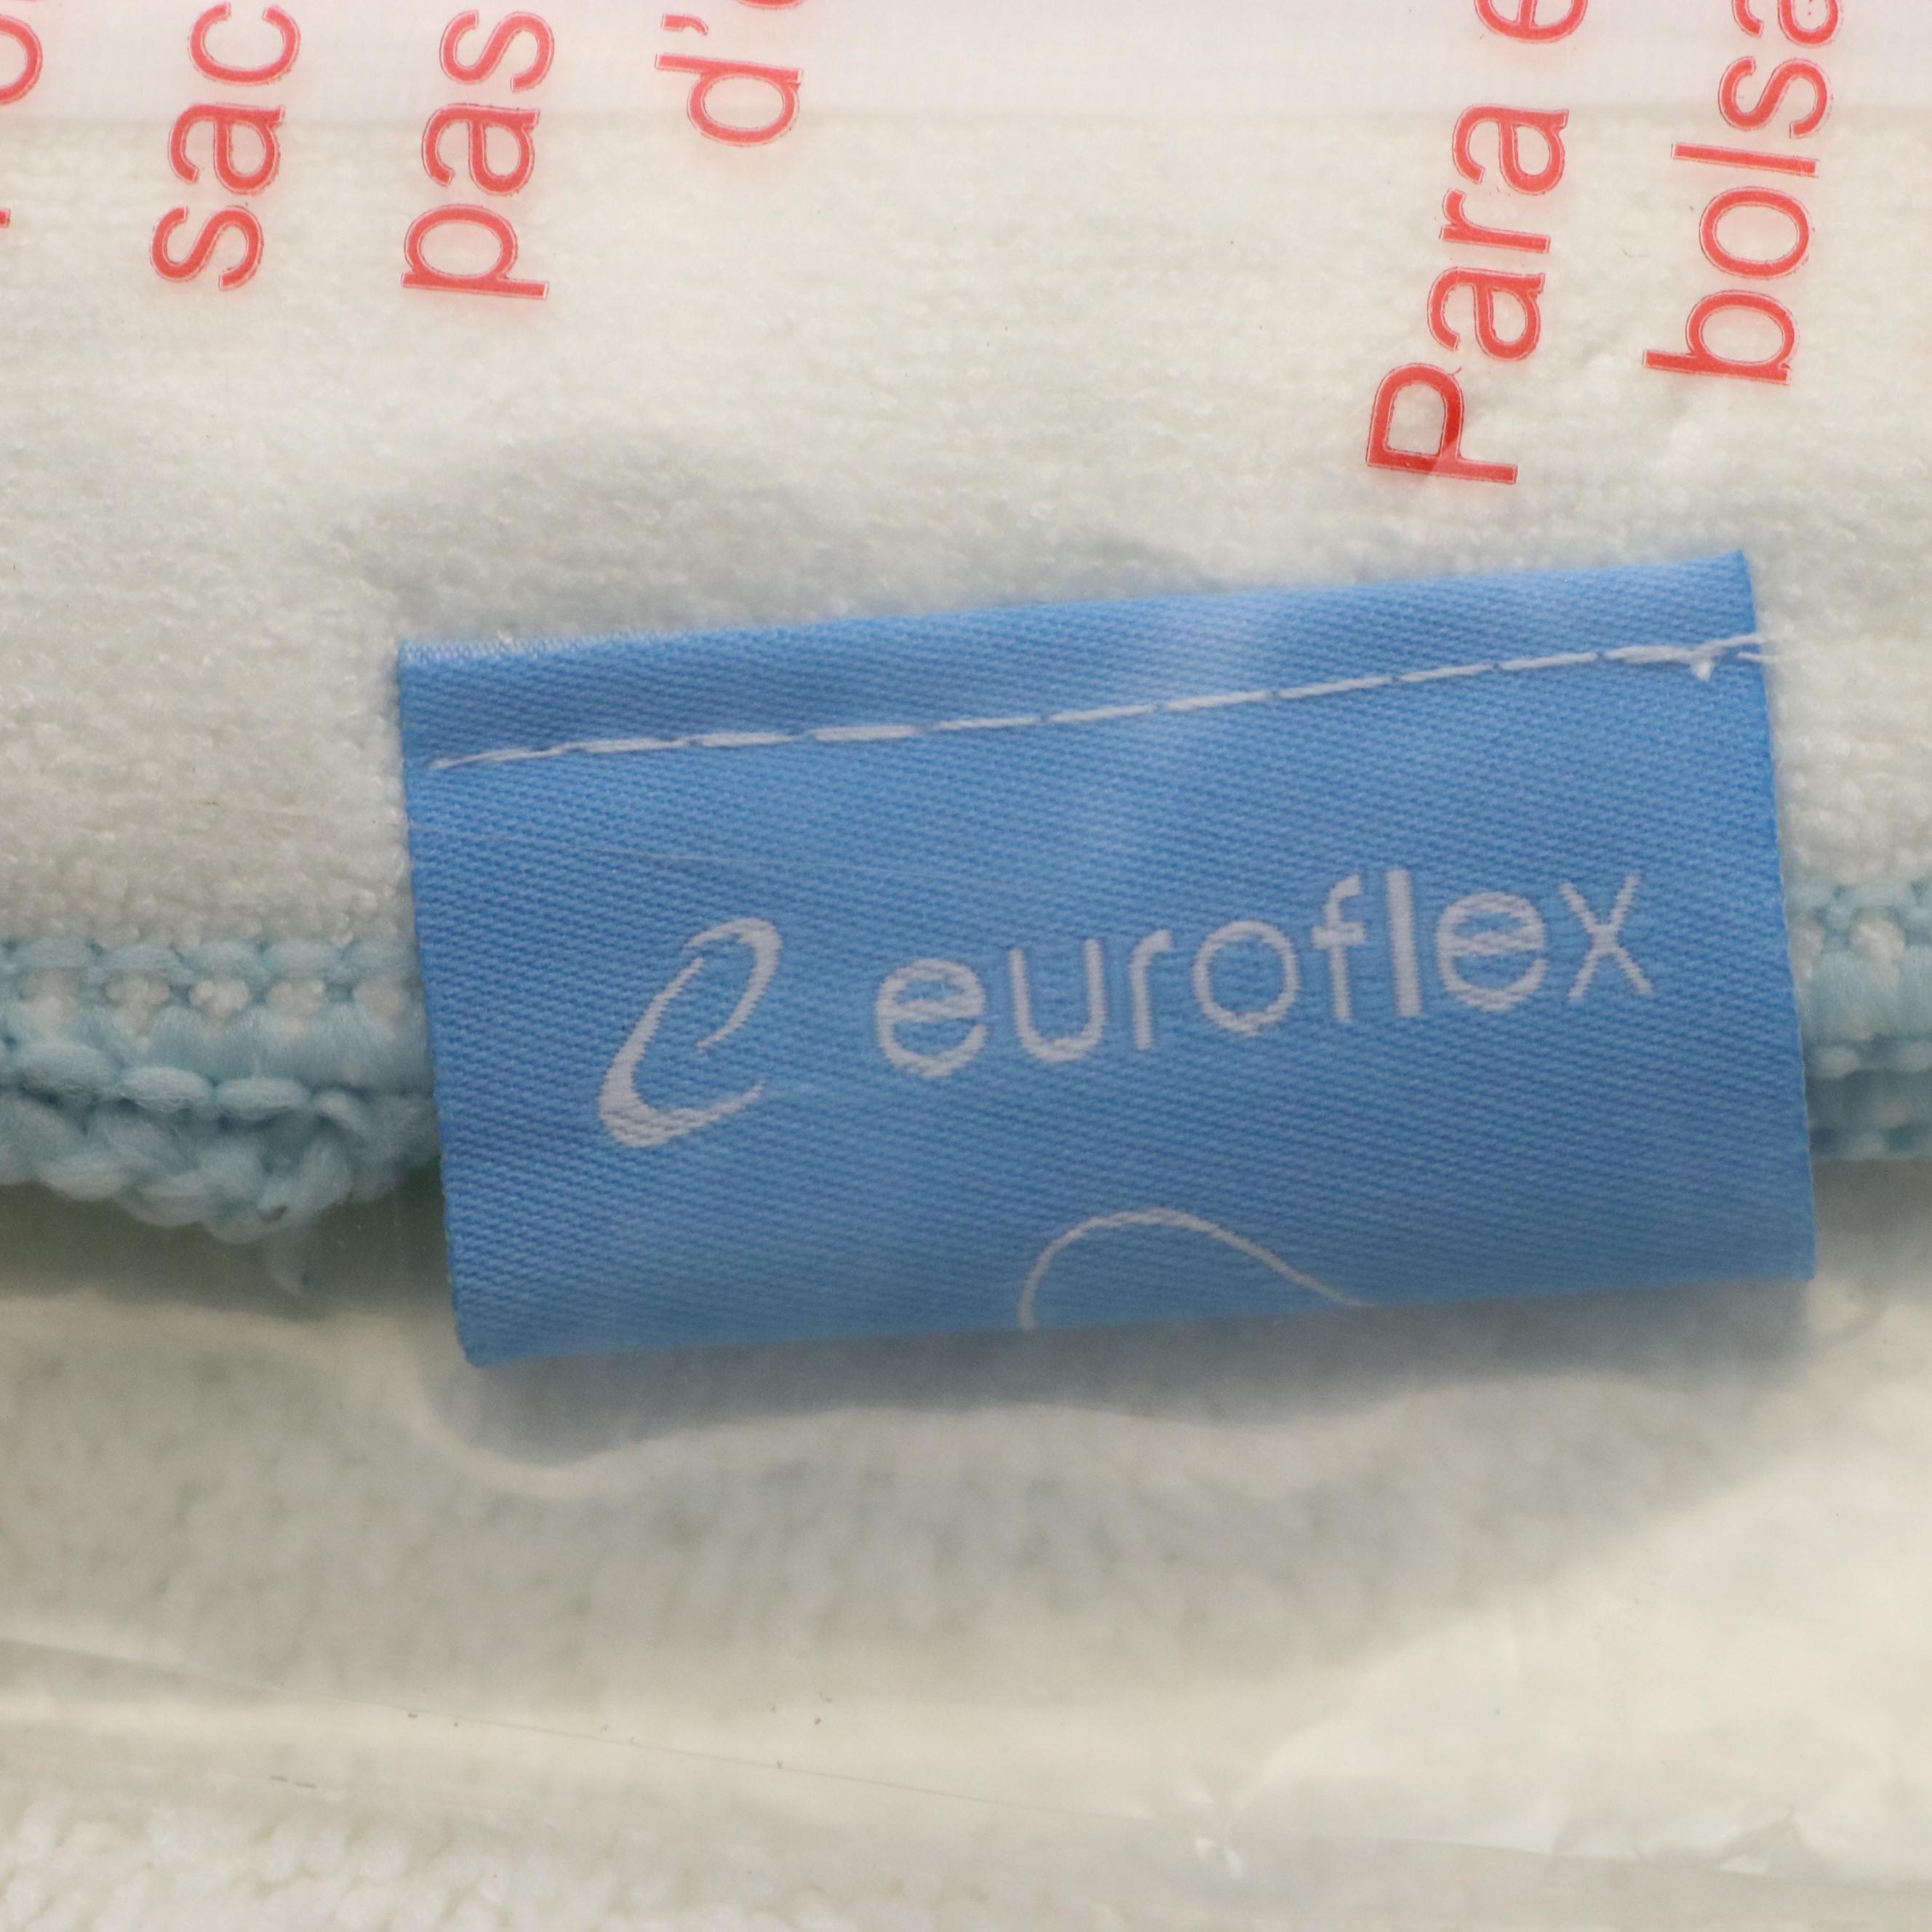 sac
pas
d'
Para e
bolsa
euroflex